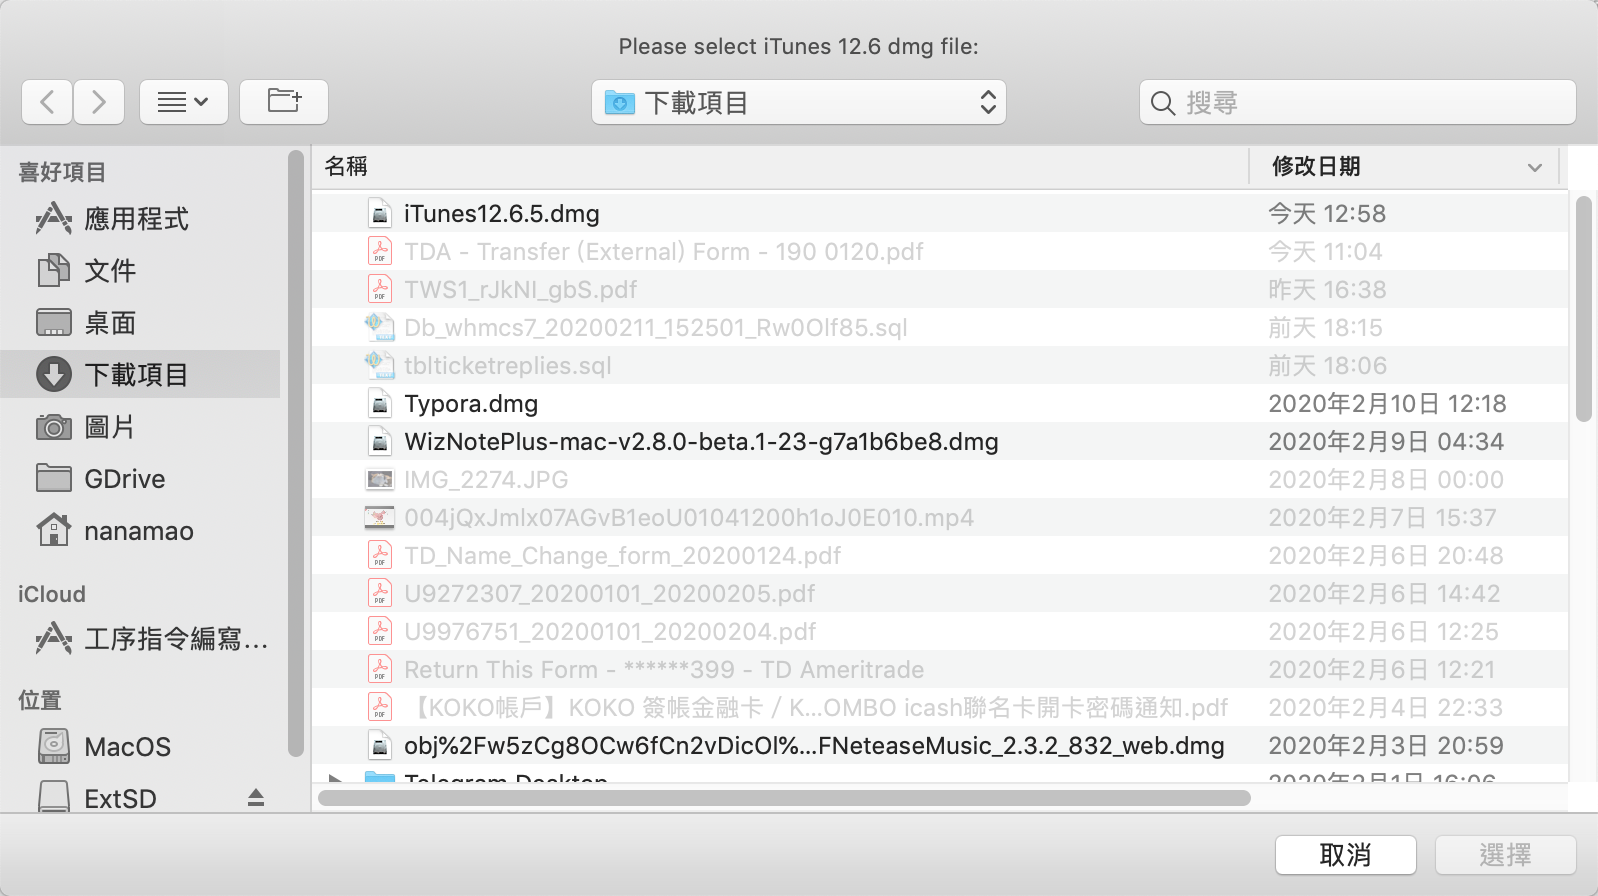 Please select iTunes 12.6 dmg file:
下載項目
搜尋
喜好項目
應用程式
文件
桌面
下載項目
圖片
GDrive
nanamao
iCloud
工序指令編寫...
位置
MacOS
ExtSD
名稱 修改日期
iTunes12.6.5.dmg 今天 12:58
TDA - Transfer (External) Form - 190 0120.pdf 今天 11:04
TWS1_rJkNI_gbS.pdf 昨天 16:38
Db_whmcs7_20200211_152501_Rw0Olf85.sql 前天 18:15
tblticketreplies.sql 前天 18:06
Typora.dmg 2020年2月10日 12:18
WizNotePlus-mac-v2.8.0-beta.1-23-g7a1b6be8.dmg 2020年2月9日 04:34
IMG_2274.JPG 2020年2月8日 00:00
004jQxJmlx07AGvB1eoU01041200h1oJ0E010.mp4 2020年2月7日 15:37
TD_Name_Change_form_20200124.pdf 2020年2月6日 20:48
U9272307_20200101_20200205.pdf 2020年2月6日 14:42
U9976751_20200101_20200204.pdf 2020年2月6日 12:25
Return This Form - ******399 - TD Ameritrade 2020年2月6日 12:21
【KOKO帳戶】KOKO 簽帳金融卡 / K...OMBO icash聯名卡開卡密碼通知.pdf 2020年2月4日 22:33
obj%2Fw5zCg8OCw6fCn2vDicOl%...FNeteaseMusic_2.3.2_832_web.dmg 2020年2月3日 20:59
Telegram Desktop 2020年2月1日 16:06
取消
選擇